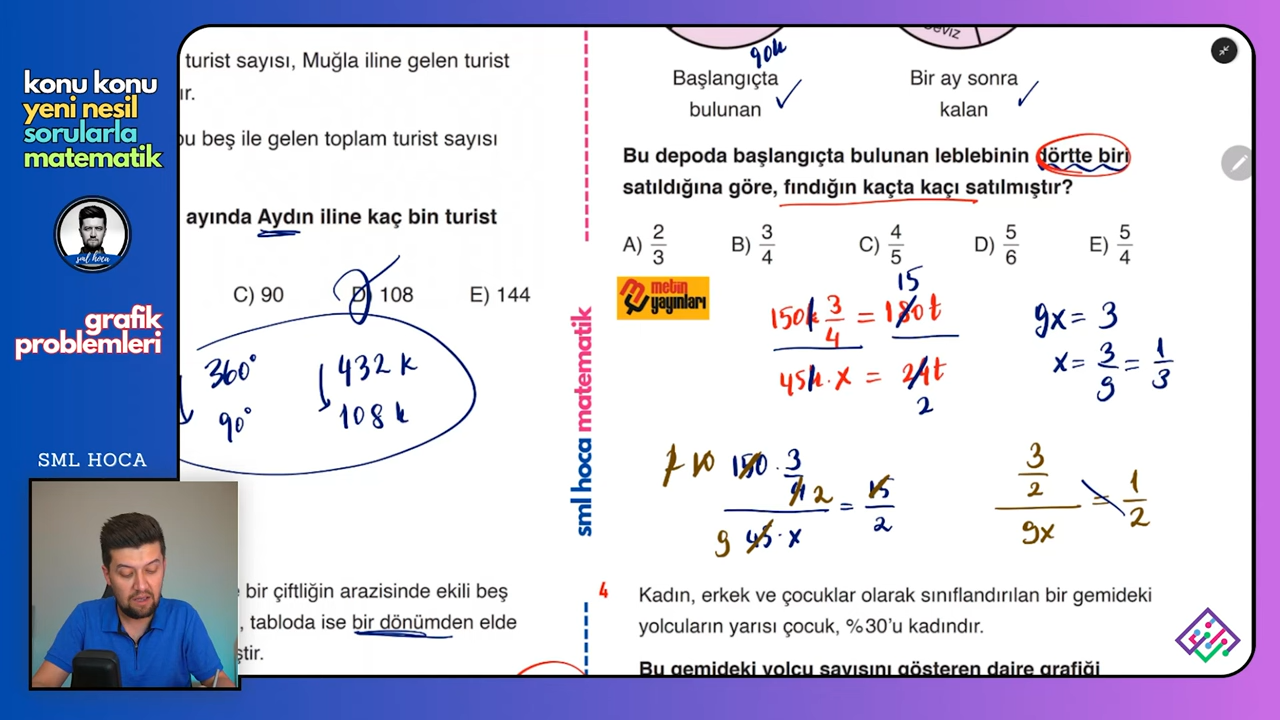 konu konu
yeni nesil
sorularla
matematik
sml hoca
grafik
problemleri
SML HOCA
turist sayısı, Muğla iline gelen turist
ır.
bu beş ile gelen toplam turist sayısı
ayında Aydın iline kaç bin turist
C) 90 D) 108 E) 144
360° 432 k
90° 108 k
bir çiftliğin arazisinde ekili beş
, tabloda ise bir dönümden elde
ştir.
sml hoca matematik
90k
Başlangıçta
bulunan
Bir ay sonra
kalan
Bu depoda başlangıçta bulunan leblebinin dörtte biri
satıldığına göre, fındığın kaçta kaçı satılmıştır?
A) 2/3 B) 3/4 C) 4/5 D) 5/6 E) 5/4
metin
yayınları
15
150k 3/4 = 180t
45k · x = 24t
2
9x = 3
x = 3/9 = 1/3
10 150 · 3/4 2
9 45 · x
= 15/2
3/2
9x
= 1/2
4 Kadın, erkek ve çocuklar olarak sınıflandırılan bir gemideki
yolcuların yarısı çocuk, %30'u kadındır.
Bu gemideki yolcu sayısını gösteren daire grafiği